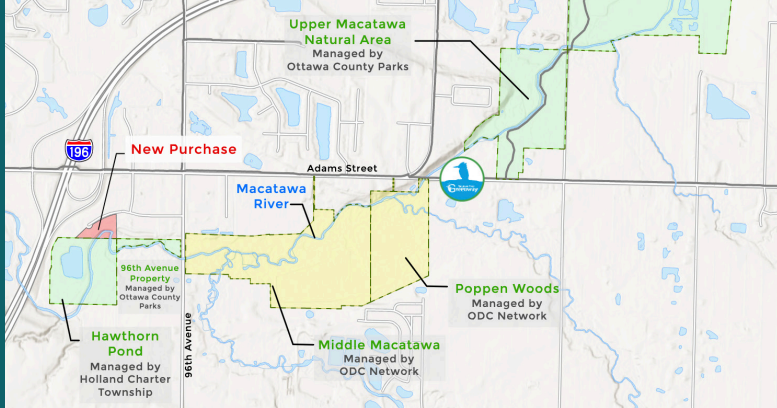 Upper Macatawa
Natural Area
Managed by
Ottawa County Parks
196
New Purchase
Adams Street
Macatawa
River
Greenway
96th Avenue
Property
Managed by
Ottawa County
Parks
Poppen Woods
Managed by
ODC Network
Hawthorn
Pond
Managed by
Holland Charter
Township
96th Avenue
Middle Macatawa
Managed by
ODC Network